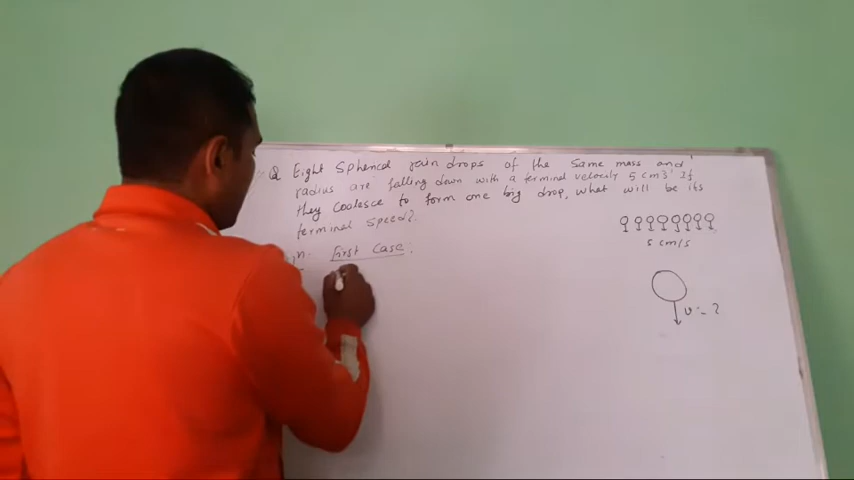 Q Eight Spherical rain drops of the same mass and
radius are falling down with a terminal velocity 5 cms⁻¹. If
they Coalesce to form one big drop, what will be its
terminal speed?
First Case:
5 cm/s
v = ?